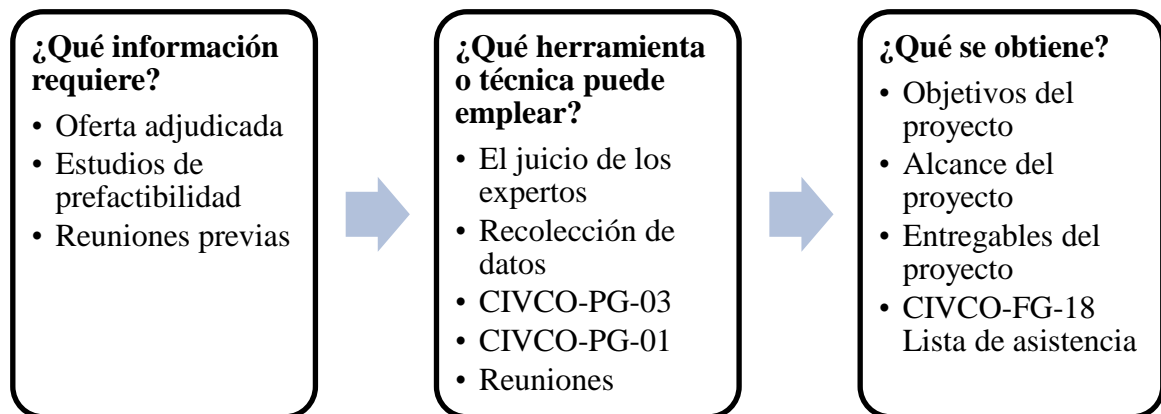 ¿Qué información
requiere?
• Oferta adjudicada
• Estudios de
prefactibilidad
• Reuniones previas
¿Qué herramienta
o técnica puede
emplear?
• El juicio de los
expertos
• Recolección de
datos
• CIVCO-PG-03
• CIVCO-PG-01
• Reuniones
¿Qué se obtiene?
• Objetivos del
proyecto
• Alcance del
proyecto
• Entregables del
proyecto
• CIVCO-FG-18
Lista de asistencia